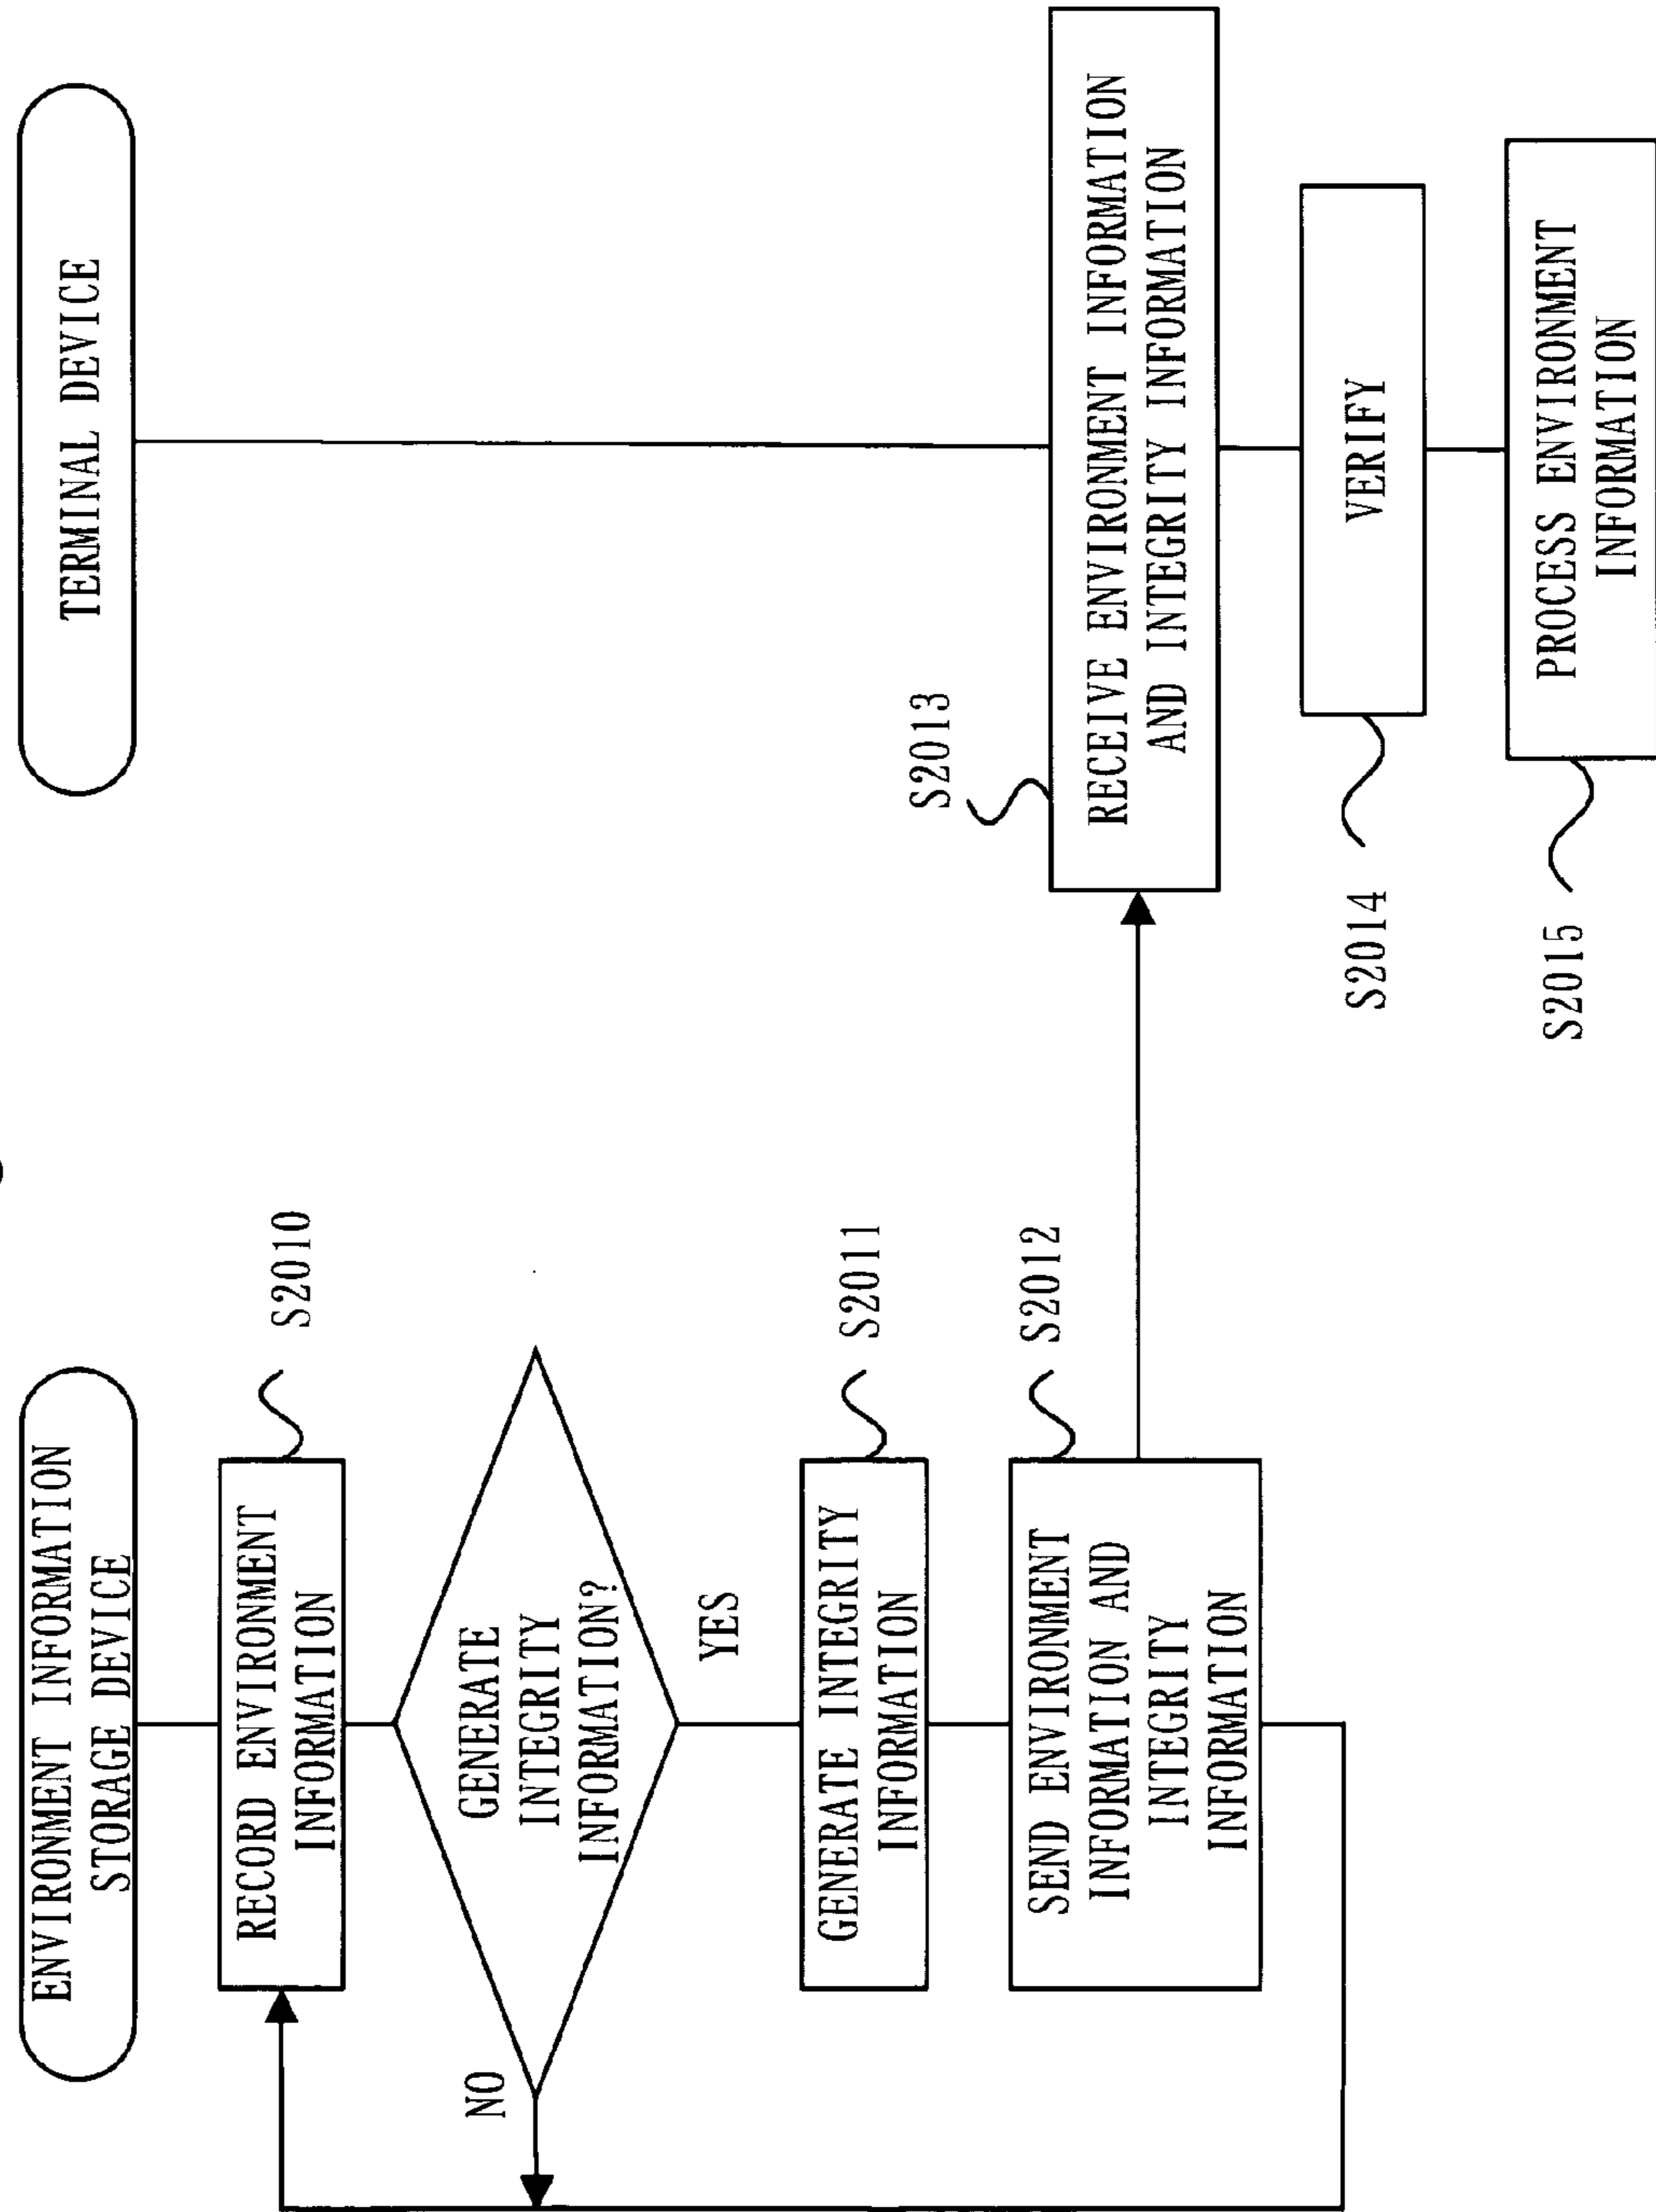 ENVIRONMENT INFORMATION
STORAGE DEVICE
RECORD ENVIRONMENT
INFORMATION
S2010
GENERATE
INTEGRITY
INFORMATION?
NO
YES
GENERATE INTEGRITY
INFORMATION
S2011
SEND ENVIRONMENT
INFORMATION AND
INTEGRITY
INFORMATION
S2012
TERMINAL DEVICE
S2013
RECEIVE ENVIRONMENT INFORMATION
AND INTEGRITY INFORMATION
VERIFY
S2014
PROCESS ENVIRONMENT
INFORMATION
S2015